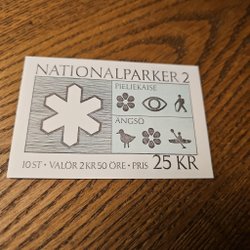 NATIONALPARKER 2
PIELJEKAISE
ÄNGSÖ
10 ST · VALÖR 2 KR 50 ÖRE · PRIS 25 KR